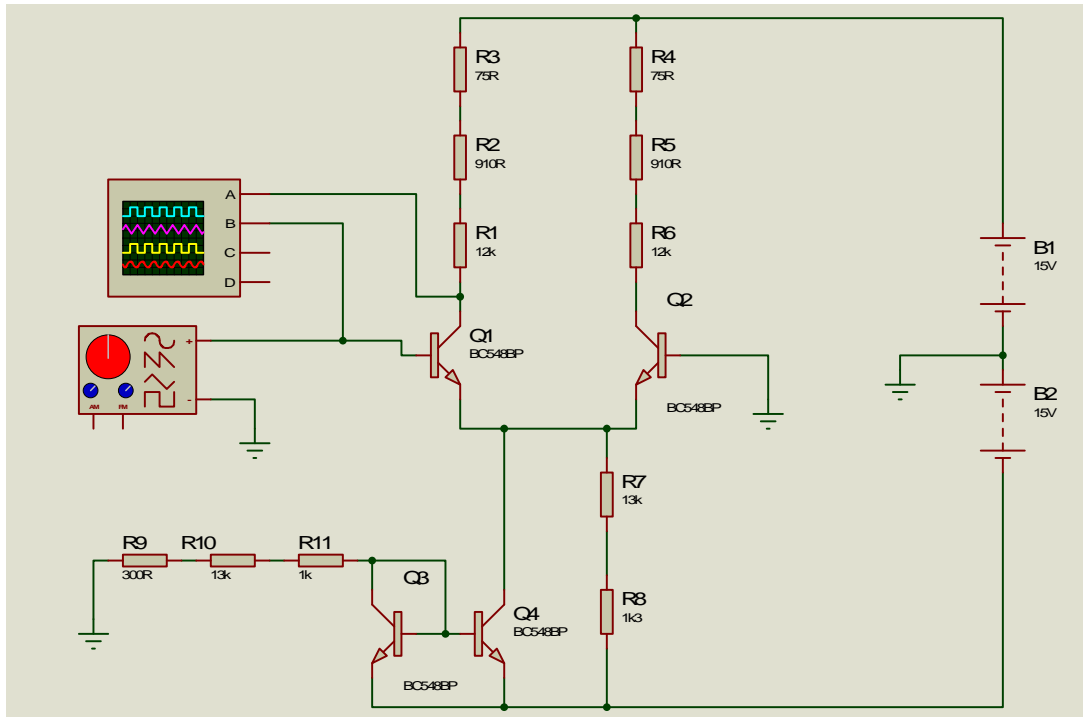 R3
75R
R4
75R
R2
910R
R5
910R
A
B
C
D
R1
12k
R6
12k
B1
15V
Q2
BC548BP
Q1
BC548BP
+
-
AM
FM
B2
15V
R7
13k
R9
300R
R10
13k
R11
1k
Q3
BC548BP
Q4
BC548BP
R8
1k3